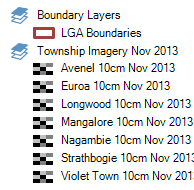 Boundary Layers
LGA Boundaries
Township Imagery Nov 2013
Avenel 10cm Nov 2013
Euroa 10cm Nov 2013
Longwood 10cm Nov 2013
Mangalore 10cm Nov 2013
Nagambie 10cm Nov 2013
Strathbogie 10cm Nov 2013
Violet Town 10cm Nov 201